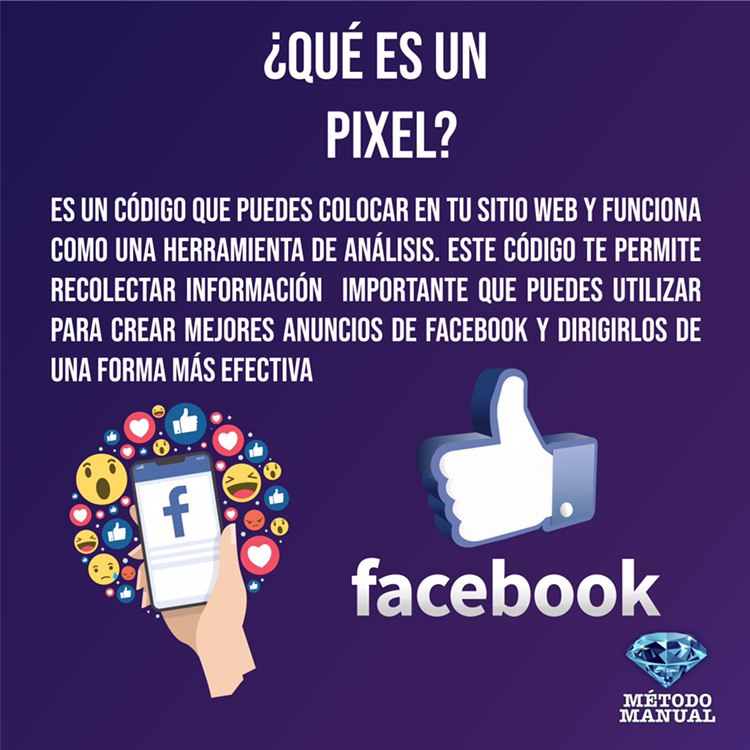 ¿QUÉ ES UN
PIXEL?
ES UN CÓDIGO QUE PUEDES COLOCAR EN TU SITIO WEB Y FUNCIONA
COMO UNA HERRAMIENTA DE ANÁLISIS. ESTE CÓDIGO TE PERMITE
RECOLECTAR INFORMACIÓN IMPORTANTE QUE PUEDES UTILIZAR
PARA CREAR MEJORES ANUNCIOS DE FACEBOOK Y DIRIGIRLOS DE
UNA FORMA MÁS EFECTIVA
f
facebook
MÉTODO
MANUAL